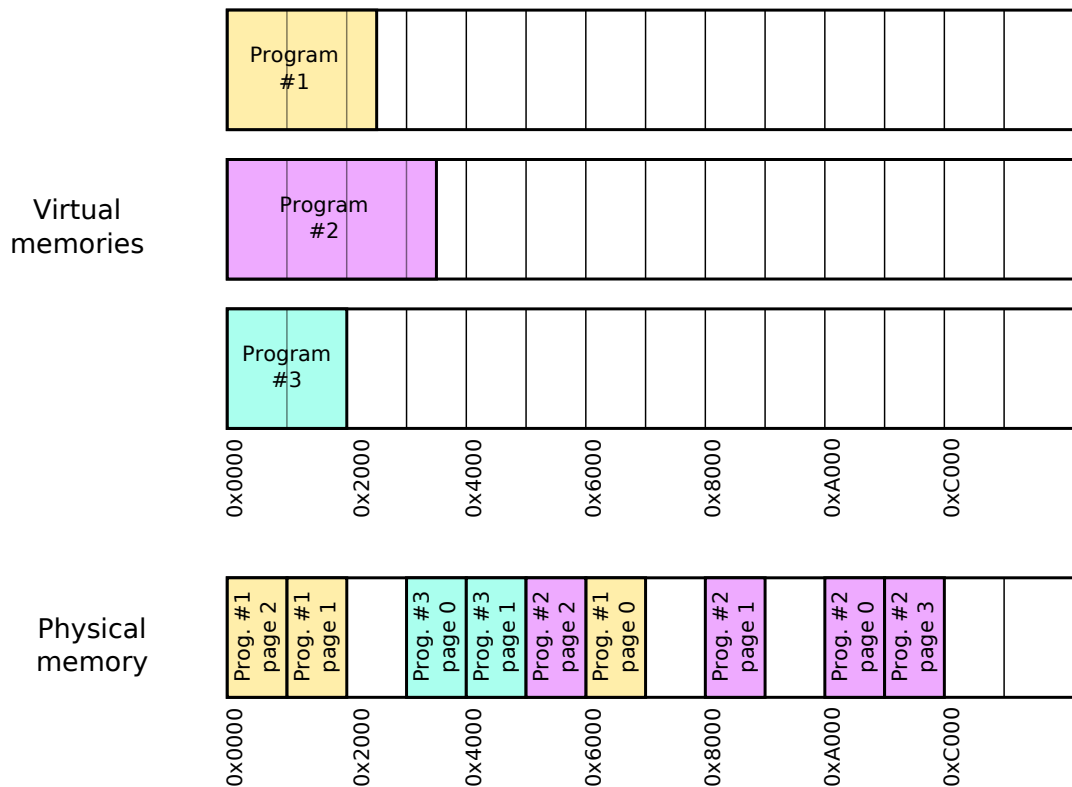 Program
#1
Virtual
memories
Program
#2
Program
#3
0x0000
0x2000
0x4000
0x6000
0x8000
0xA000
0xC000
Physical
memory
Prog. #1
page 2
Prog. #1
page 1
Prog. #3
page 0
Prog. #3
page 1
Prog. #2
page 2
Prog. #1
page 0
Prog. #2
page 1
Prog. #2
page 0
Prog. #2
page 3
0x0000
0x2000
0x4000
0x6000
0x8000
0xA000
0xC000